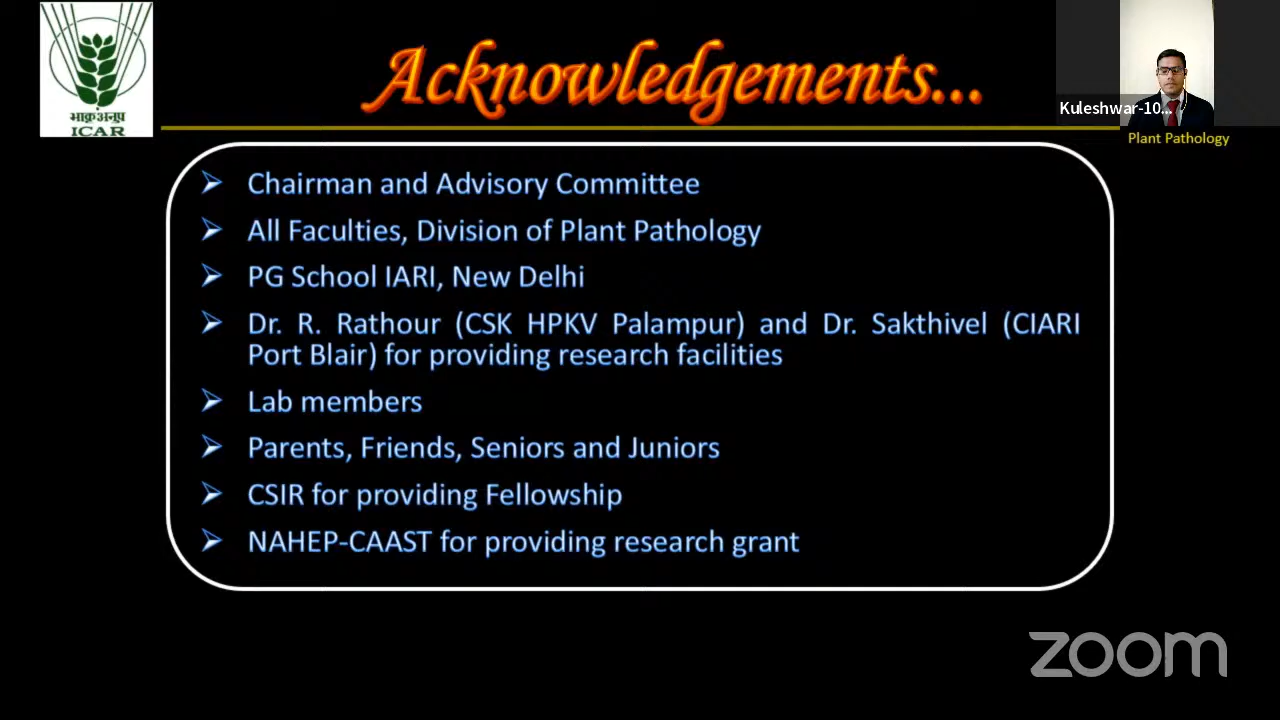 Acknowledgements...
भाकृअनुप
ICAR
Kuleshwar-10...
Plant Pathology
➢ Chairman and Advisory Committee
➢ All Faculties, Division of Plant Pathology
➢ PG School IARI, New Delhi
➢ Dr. R. Rathour (CSK HPKV Palampur) and Dr. Sakthivel (CIARI
Port Blair) for providing research facilities
➢ Lab members
➢ Parents, Friends, Seniors and Juniors
➢ CSIR for providing Fellowship
➢ NAHEP-CAAST for providing research grant
zoom